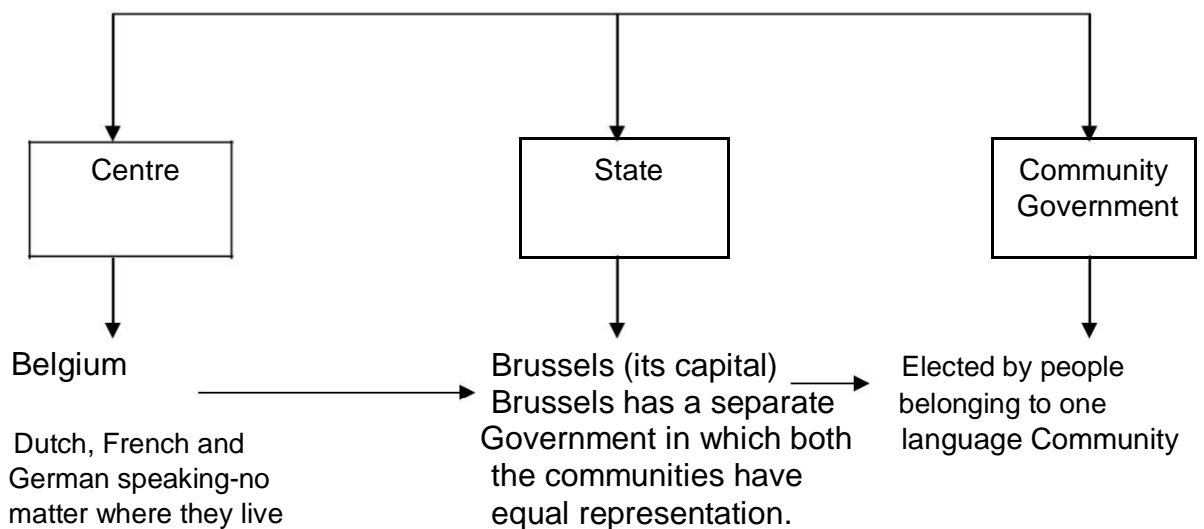 Centre
State
Community
Government
Belgium
Dutch, French and
German speaking-no
matter where they live
Brussels (its capital)
Brussels has a separate
Government in which both
the communities have
equal representation.
Elected by people
belonging to one
language Community